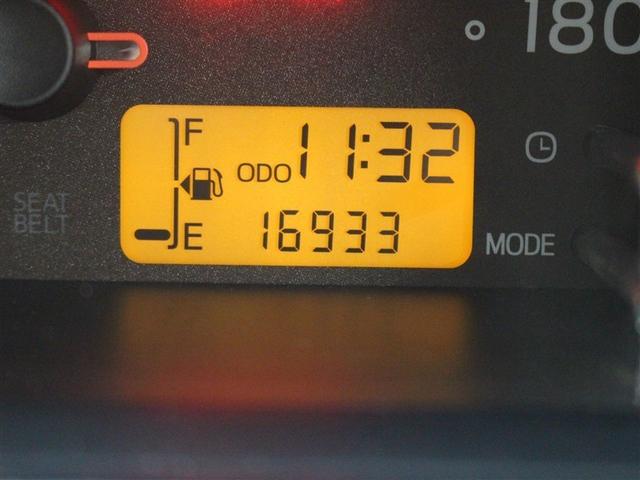 180
F
11:32
ODO
SEAT
BELT
E
16933
MODE